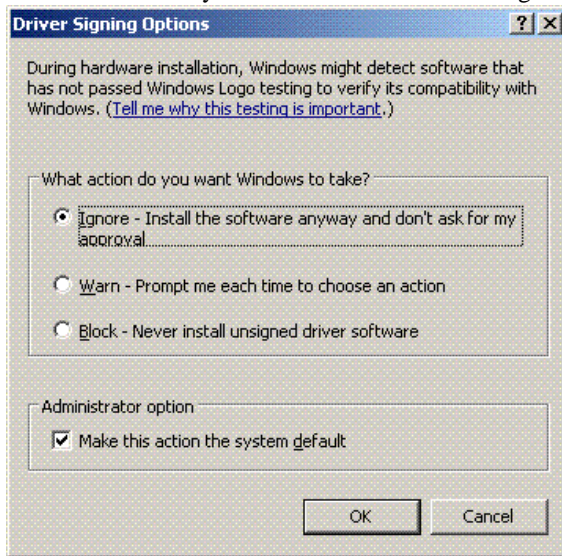 Driver Signing Options
During hardware installation, Windows might detect software that
has not passed Windows Logo testing to verify its compatibility with
Windows. (Tell me why this testing is important.)
What action do you want Windows to take?
Ignore - Install the software anyway and don't ask for my
approval
Warn - Prompt me each time to choose an action
Block - Never install unsigned driver software
Administrator option
Make this action the system default
OK Cancel